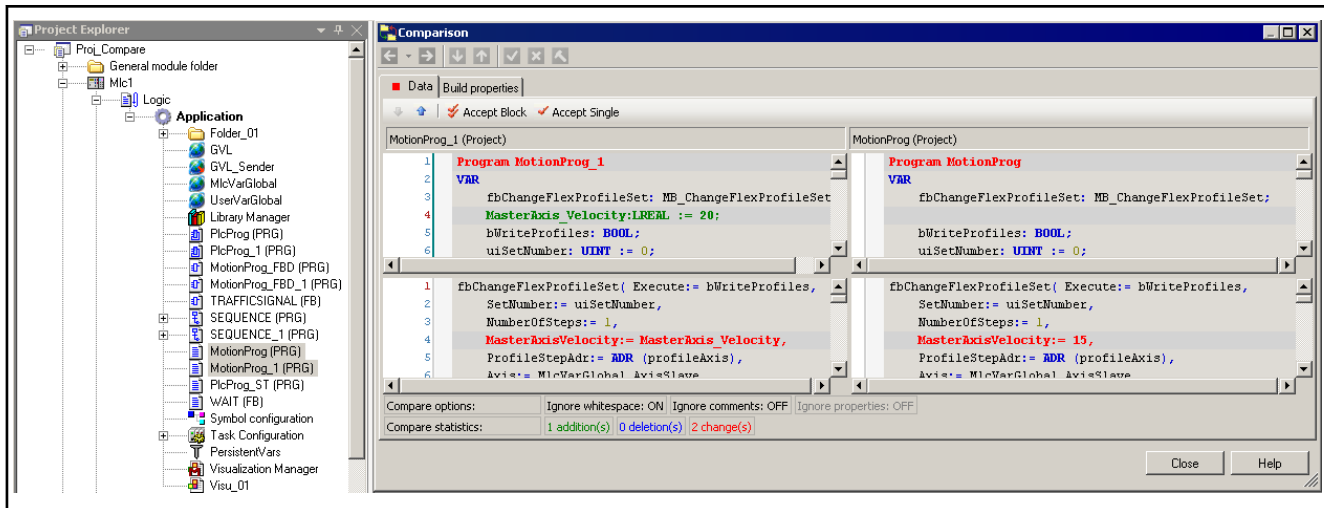 Project Explorer
Proj_Compare
General module folder
Mlc1
Logic
Application
Folder_01
GVL
GVL_Sender
MlcVarGlobal
UserVarGlobal
Library Manager
PlcProg (PRG)
PlcProg_1 (PRG)
MotionProg_FBD (PRG)
MotionProg_FBD_1 (PRG)
TRAFFICSIGNAL (FB)
SEQUENCE (PRG)
SEQUENCE_1 (PRG)
MotionProg (PRG)
MotionProg_1 (PRG)
PlcProg_ST (PRG)
WAIT (FB)
Symbol configuration
Task Configuration
PersistentVars
Visualization Manager
Visu_01
Comparison
Data Build properties
Accept Block Accept Single
MotionProg_1 (Project)
1 Program MotionProg_1
2 VAR
3 fbChangeFlexProfileSet: MB_ChangeFlexProfileSet
4 MasterAxis_Velocity:LREAL := 20;
5 bWriteProfiles: BOOL;
6 uiSetNumber: UINT := 0;
1 fbChangeFlexProfileSet( Execute:= bWriteProfiles,
2 SetNumber:= uiSetNumber,
3 NumberOfSteps:= 1,
4 MasterAxisVelocity:= MasterAxis_Velocity,
5 ProfileStepAdr:= ADR (profileAxis),
6 Axis:= MlcVarGlobal.AxisSlave
MotionProg (Project)
Program MotionProg
VAR
fbChangeFlexProfileSet: MB_ChangeFlexProfileSet;
bWriteProfiles: BOOL;
uiSetNumber: UINT := 0;
fbChangeFlexProfileSet( Execute:= bWriteProfiles,
SetNumber:= uiSetNumber,
NumberOfSteps:= 1,
MasterAxisVelocity:= 15,
ProfileStepAdr:= ADR (profileAxis),
Axis:= MlcVarGlobal.AxisSlave
Compare options: Ignore whitespace: ON Ignore comments: OFF Ignore properties: OFF
Compare statistics: 1 addition(s) 0 deletion(s) 2 change(s)
Close Help